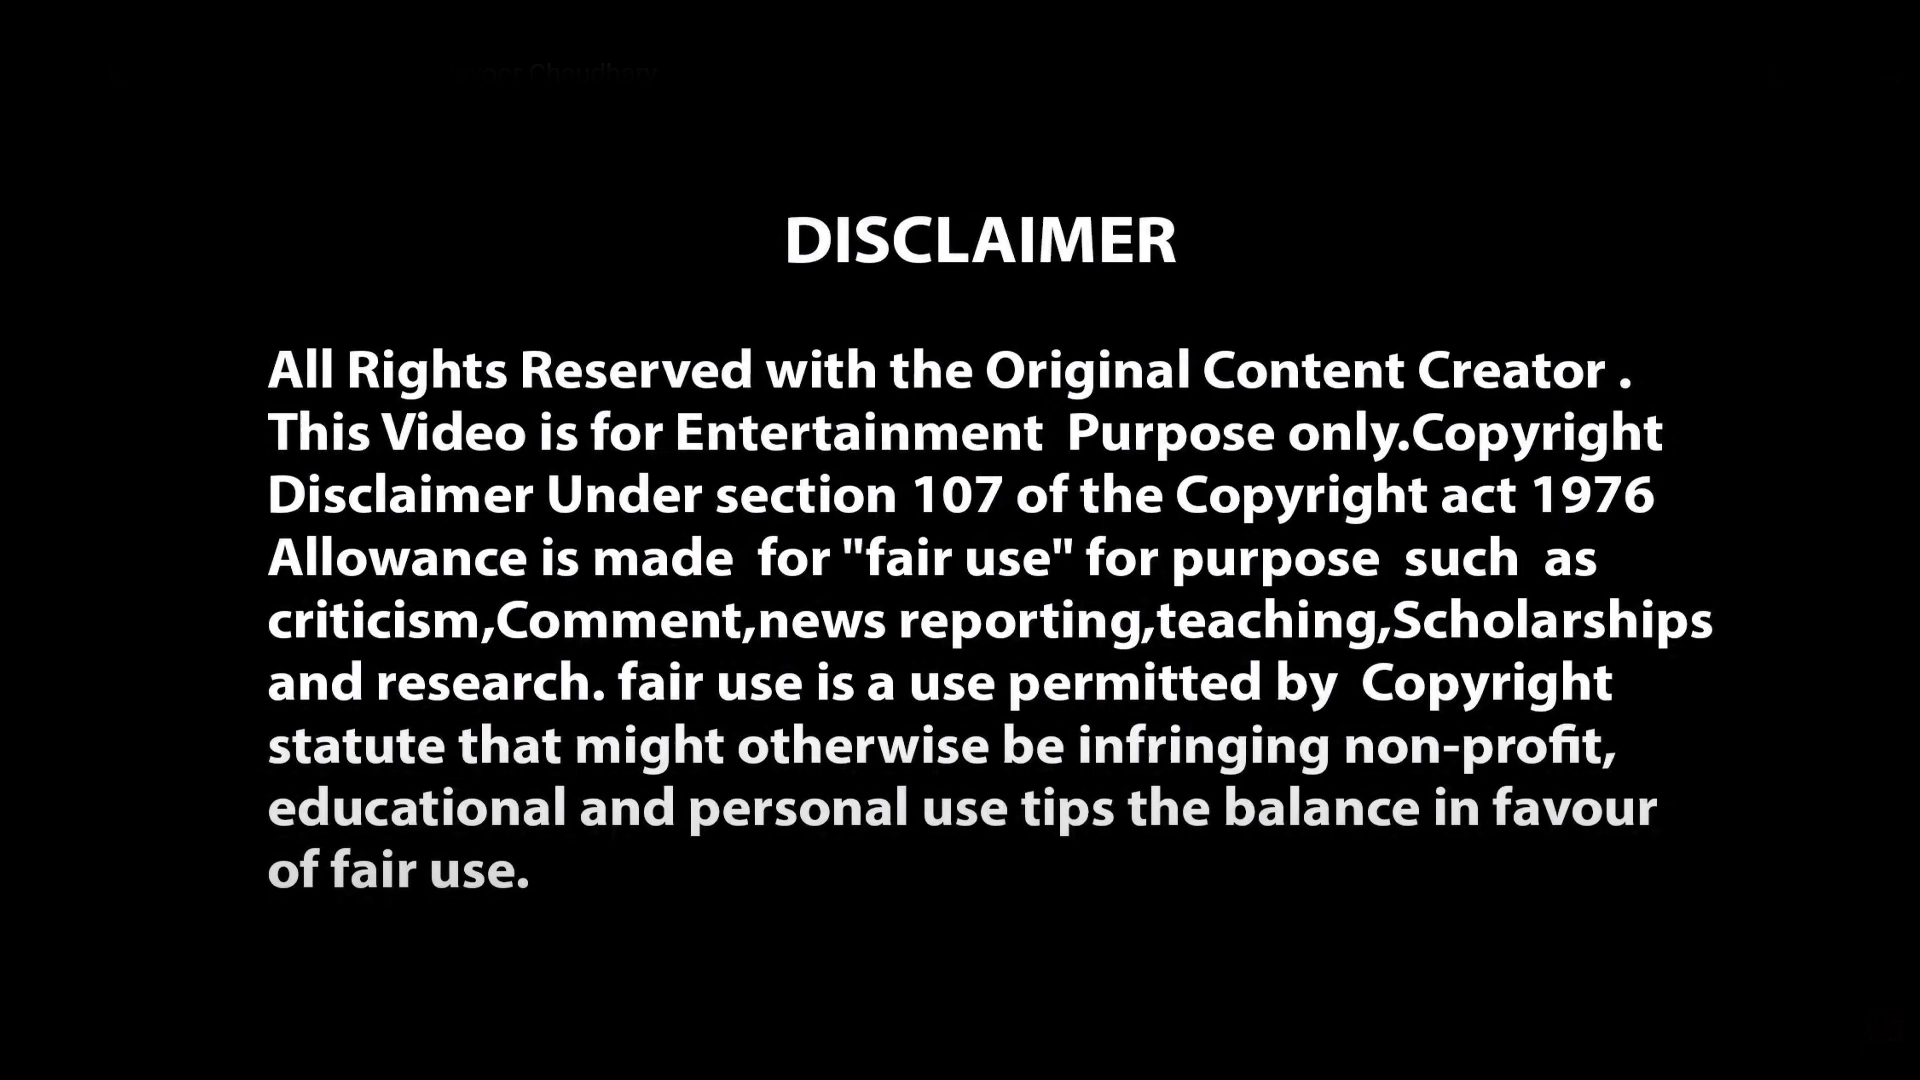 DISCLAIMER
All Rights Reserved with the Original Content Creator .
This Video is for Entertainment  Purpose only.Copyright
Disclaimer Under section 107 of the Copyright act 1976
Allowance is made  for "fair use" for purpose  such  as
criticism,Comment,news reporting,teaching,Scholarships
and research. fair use is a use permitted by  Copyright
statute that might otherwise be infringing non-profit,
educational and personal use tips the balance in favour
of fair use.